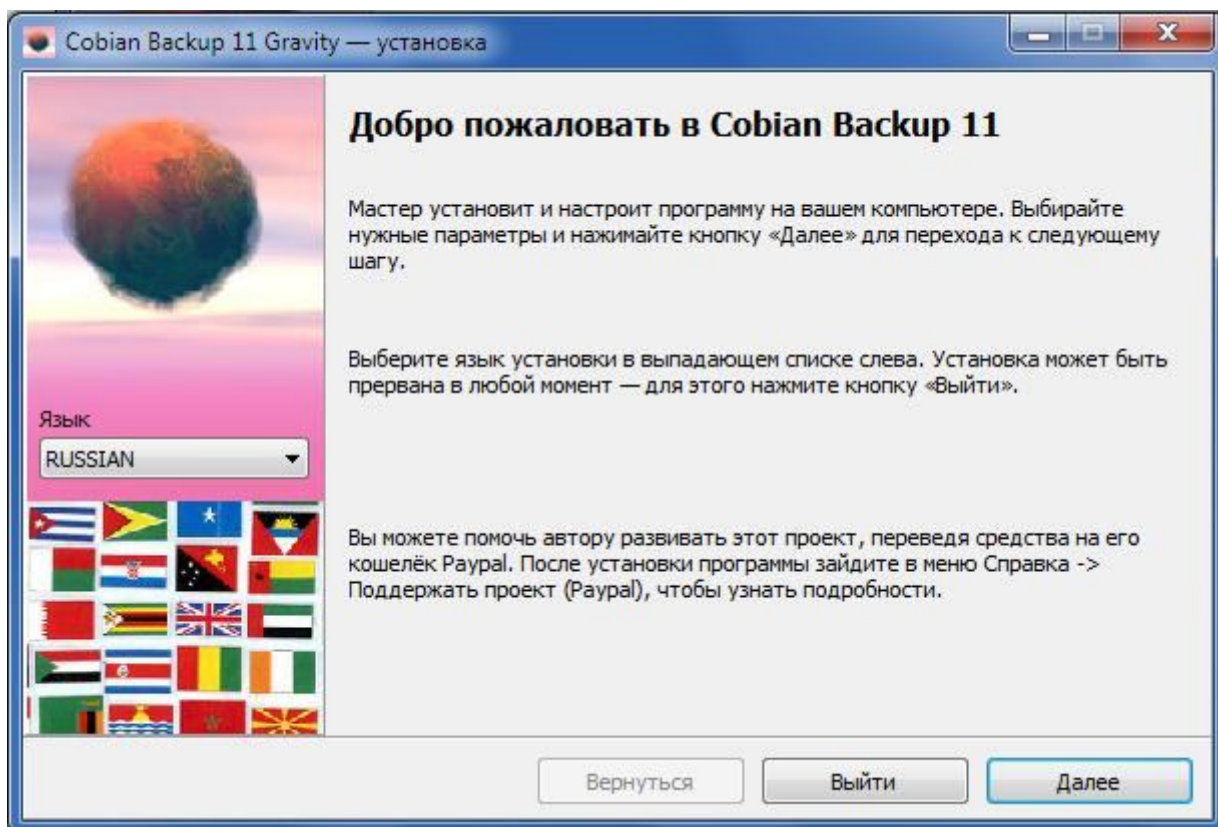 Cobian Backup 11 Gravity — установка
Добро пожаловать в Cobian Backup 11
Мастер установит и настроит программу на вашем компьютере. Выбирайте
нужные параметры и нажимайте кнопку «Далее» для перехода к следующему
шагу.
Выберите язык установки в выпадающем списке слева. Установка может быть
прервана в любой момент — для этого нажмите кнопку «Выйти».
Язык
RUSSIAN
Вы можете помочь автору развивать этот проект, переведя средства на его
кошелёк Paypal. После установки программы зайдите в меню Справка ->
Поддержать проект (Paypal), чтобы узнать подробности.
Вернуться
Выйти
Далее